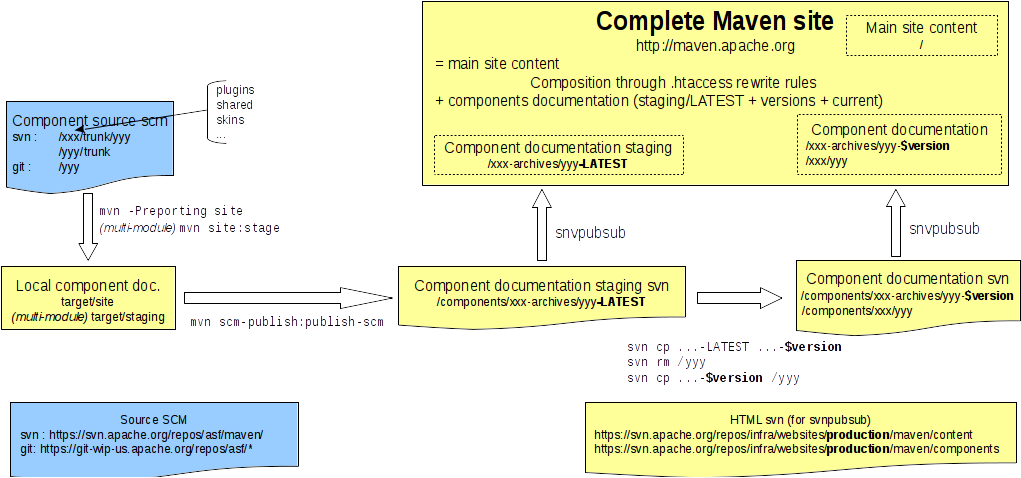 Complete Maven site
http://maven.apache.org
Main site content
/
= main site content
Composition through .htaccess rewrite rules
+ components documentation (staging/LATEST + versions + current)
Component documentation staging
/xxx-archives/yyy-LATEST
Component documentation
/xxx-archives/yyy-$version
/xxx/yyy
plugins
shared
skins
...
Component source scm
svn : /xxx/trunk/yyy
/yyy/trunk
git : /yyy
mvn -Preporting site
(multi-module) mvn site:stage
snvpubsub
snvpubsub
Local component doc.
target/site
(multi-module) target/staging
mvn scm-publish:publish-scm
Component documentation staging svn
/components/xxx-archives/yyy-LATEST
Component documentation svn
/components/xxx-archives/yyy-$version
/components/xxx/yyy
svn cp ...-LATEST ...-$version
svn rm /yyy
svn cp ...-$version /yyy
Source SCM
svn : https://svn.apache.org/repos/asf/maven/
git: https://git-wip-us.apache.org/repos/asf/*
HTML svn (for svnpubsub)
https://svn.apache.org/repos/infra/websites/production/maven/content
https://svn.apache.org/repos/infra/websites/production/maven/components